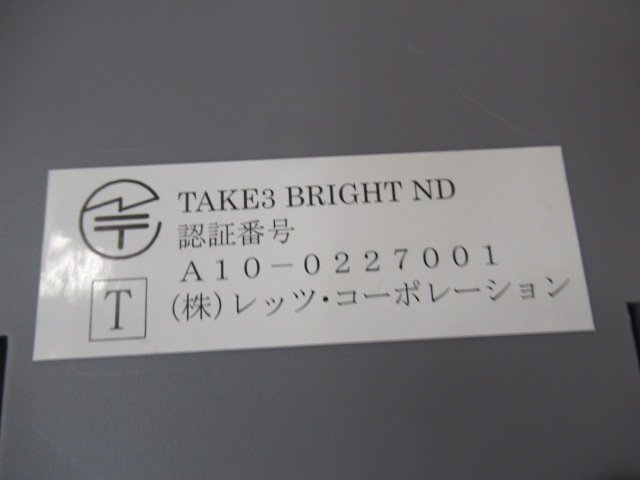 TAKE3 BRIGHT ND
認証番号
A10-0227001
T
(株)レッツ・コーポレーション